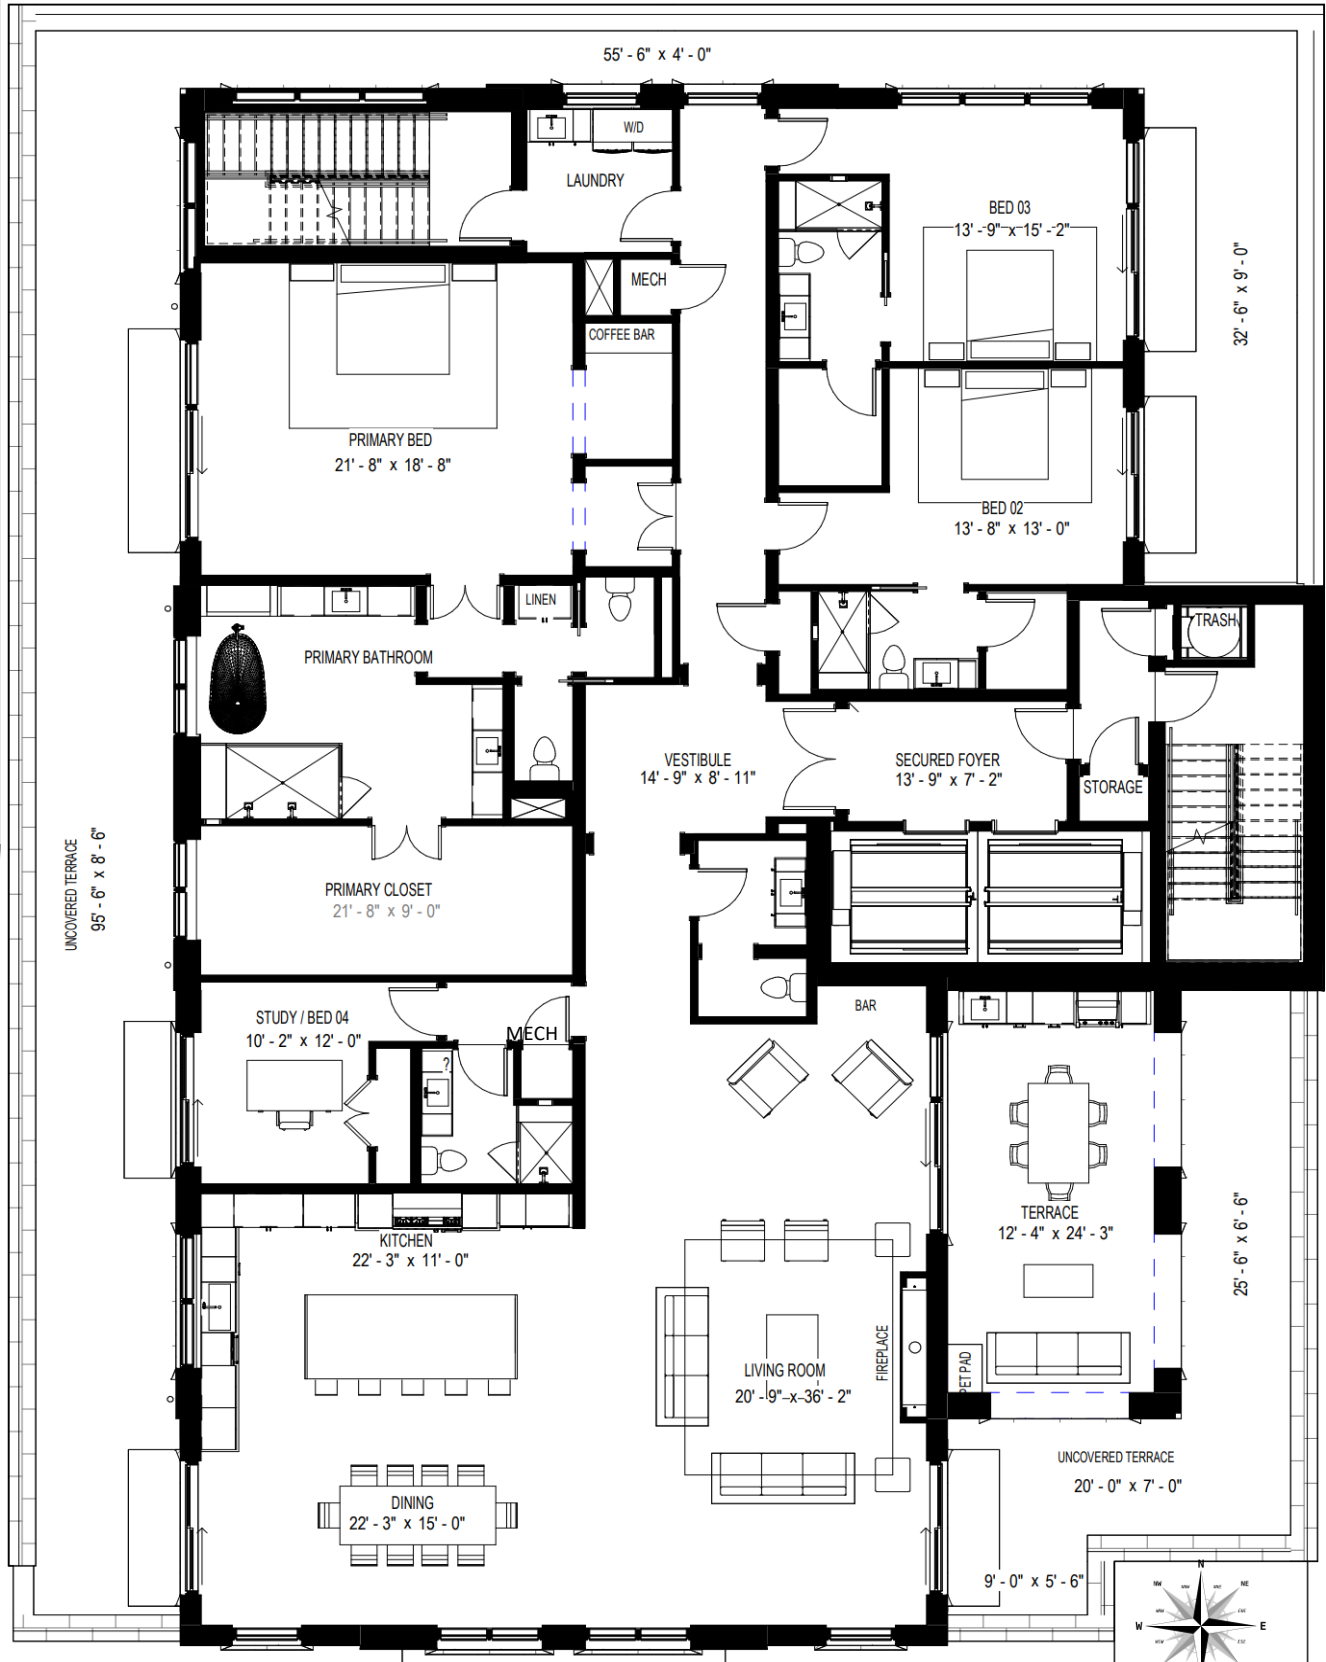 55' - 6" x 4' - 0"
W/D
LAUNDRY
BED 03
13' - 9" x 15' - 2"
32' - 6" x 9' - 0"
MECH
COFFEE BAR
PRIMARY BED
21' - 8" x 18' - 8"
BED 02
13' - 8" x 13' - 0"
LINEN
TRASH
PRIMARY BATHROOM
VESTIBULE
14' - 9" x 8' - 11"
SECURED FOYER
13' - 9" x 7' - 2"
STORAGE
UNCOVERED TERRACE
95' - 6" x 8' - 6"
PRIMARY CLOSET
21' - 8" x 9' - 0"
STUDY / BED 04
10' - 2" x 12' - 0"
MECH
?
BAR
TERRACE
12' - 4" x 24' - 3"
25' - 6" x 6' - 6"
KITCHEN
22' - 3" x 11' - 0"
LIVING ROOM
20' - 9" x 36' - 2"
FIREPLACE
PET PAD
UNCOVERED TERRACE
20' - 0" x 7' - 0"
DINING
22' - 3" x 15' - 0"
9' - 0" x 5' - 6"
N
NW
NE
W
E